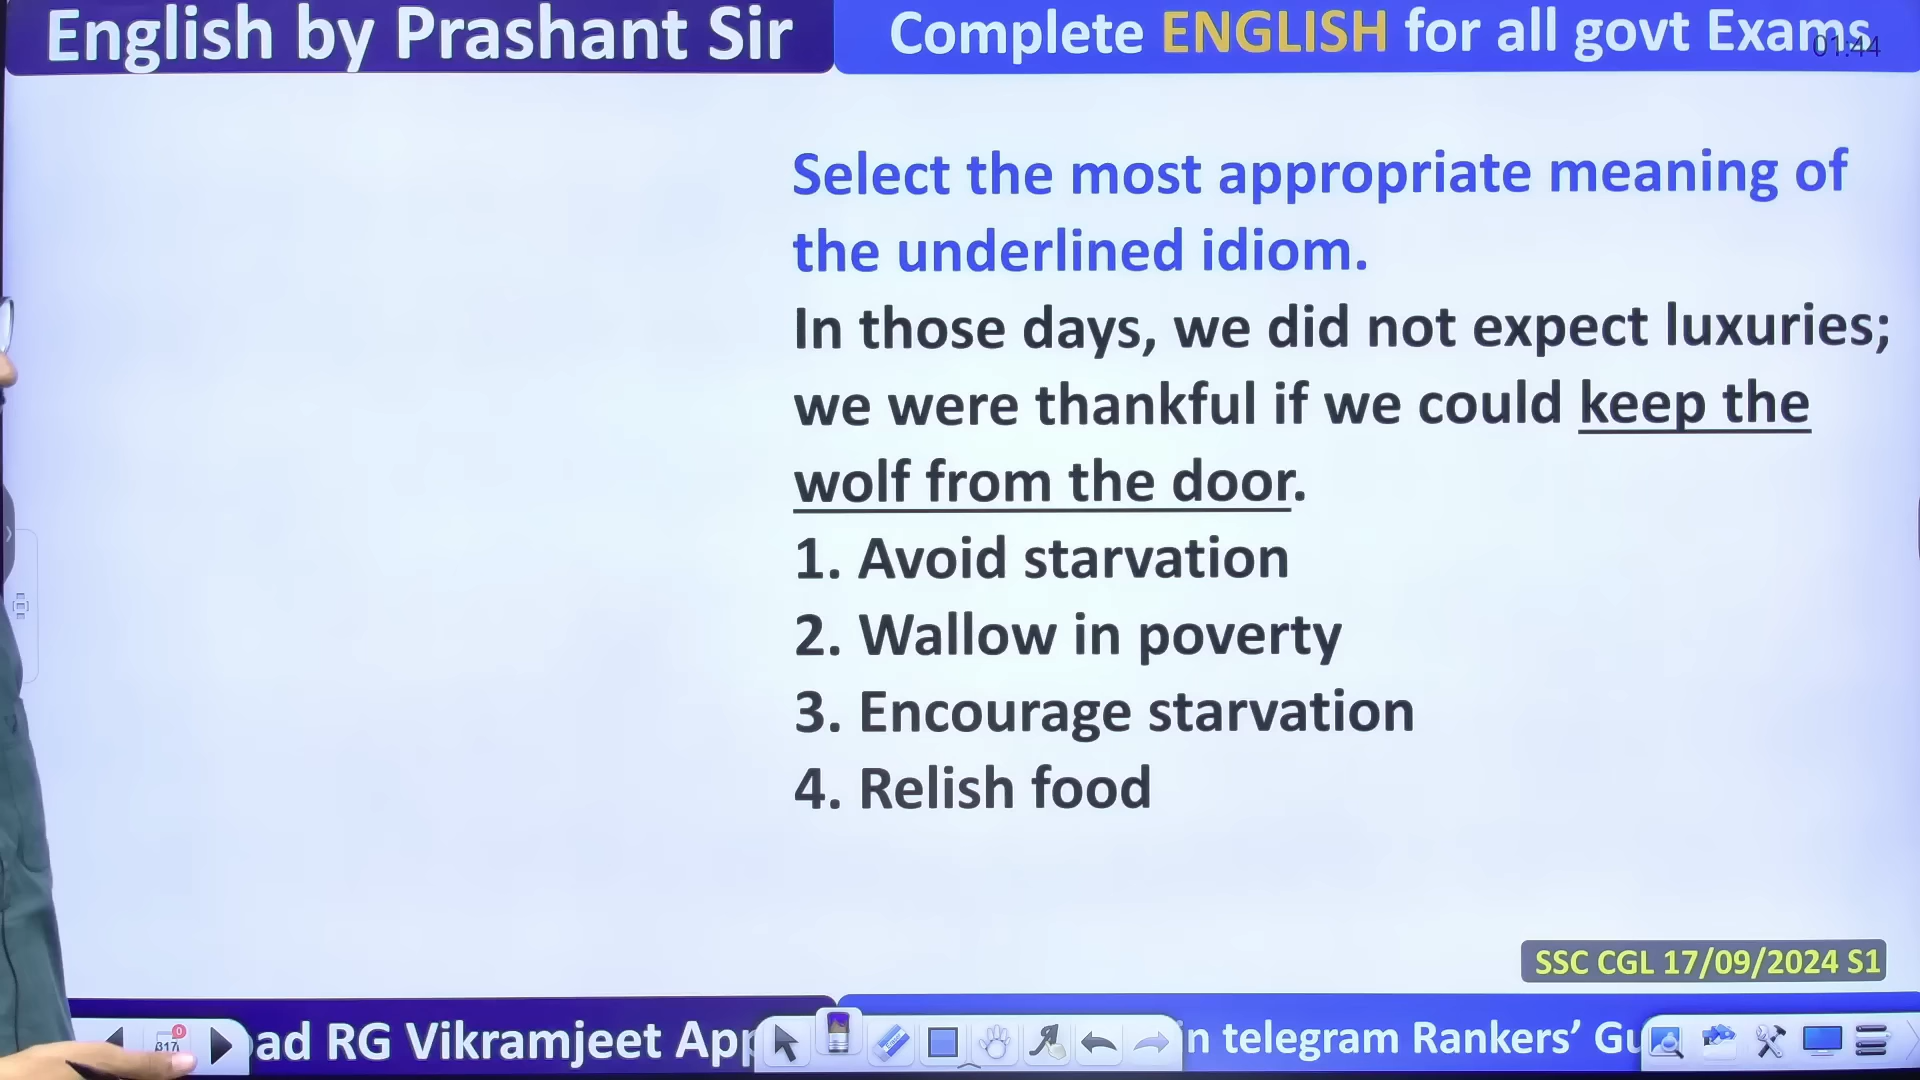 English by Prashant Sir
Complete ENGLISH for all govt Exams
01:44
Select the most appropriate meaning of
the underlined idiom.
In those days, we did not expect luxuries;
we were thankful if we could keep the
wolf from the door.
1. Avoid starvation
2. Wallow in poverty
3. Encourage starvation
4. Relish food
SSC CGL 17/09/2024 S1
RG Vikramjeet
telegram Rankers’
0
317